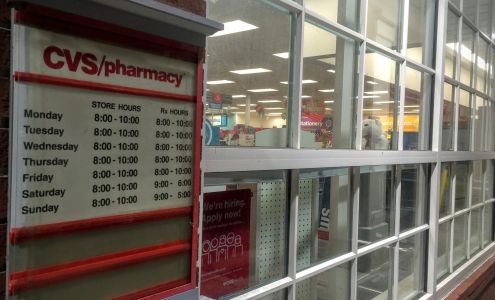 CVS/pharmacy
STORE HOURS Rx HOURS
Monday 8:00 - 10:00 8:00 - 10:00
Tuesday 8:00 - 10:00 8:00 - 10:00
Wednesday 8:00 - 10:00 8:00 - 10:00
Thursday 8:00 - 10:00 8:00 - 10:00
Friday 8:00 - 10:00 8:00 - 10:00
Saturday 8:00 - 10:00 9:00 - 6:00
Sunday 8:00 - 10:00 9:00 - 5:00
stationery
We're hiring.
Apply now!